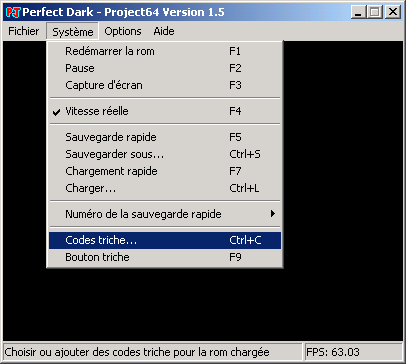 Perfect Dark - Project64 Version 1.5
Fichier Système Options Aide
Redémarrer la rom F1
Pause F2
Capture d'écran F3
Vitesse réelle F4
Sauvegarde rapide F5
Sauvegarder sous... Ctrl+S
Chargement rapide F7
Charger... Ctrl+L
Numéro de la sauvegarde rapide
Codes triche... Ctrl+C
Bouton triche F9
Choisir ou ajouter des codes triche pour la rom chargée FPS: 63.03